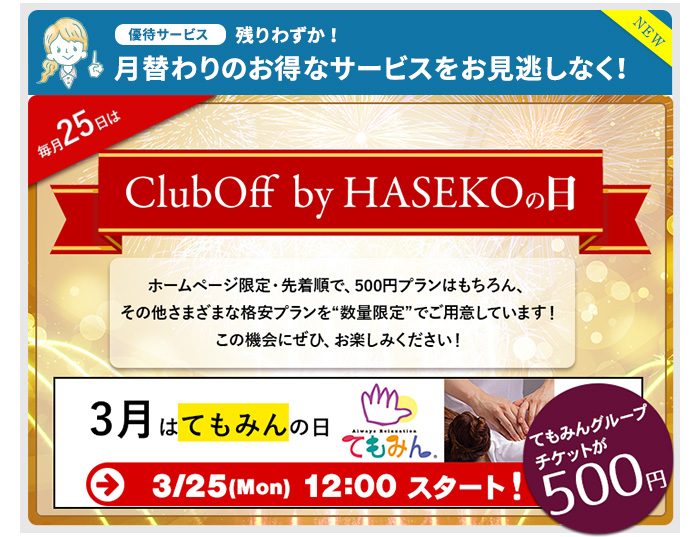 優待サービス 残りわずか！
NEW
月替わりのお得なサービスをお見逃しなく！
毎月25日は
ClubOff by HASEKOの日
ホームページ限定・先着順で、500円プランはもちろん、
その他さまざまな格安プランを“数量限定”でご用意しています！
この機会にぜひ、お楽しみください！
3月はてもみんの日
Always Relaxation
てもみん。
3/25(Mon) 12:00 スタート！
てもみんグループ
チケットが
500円